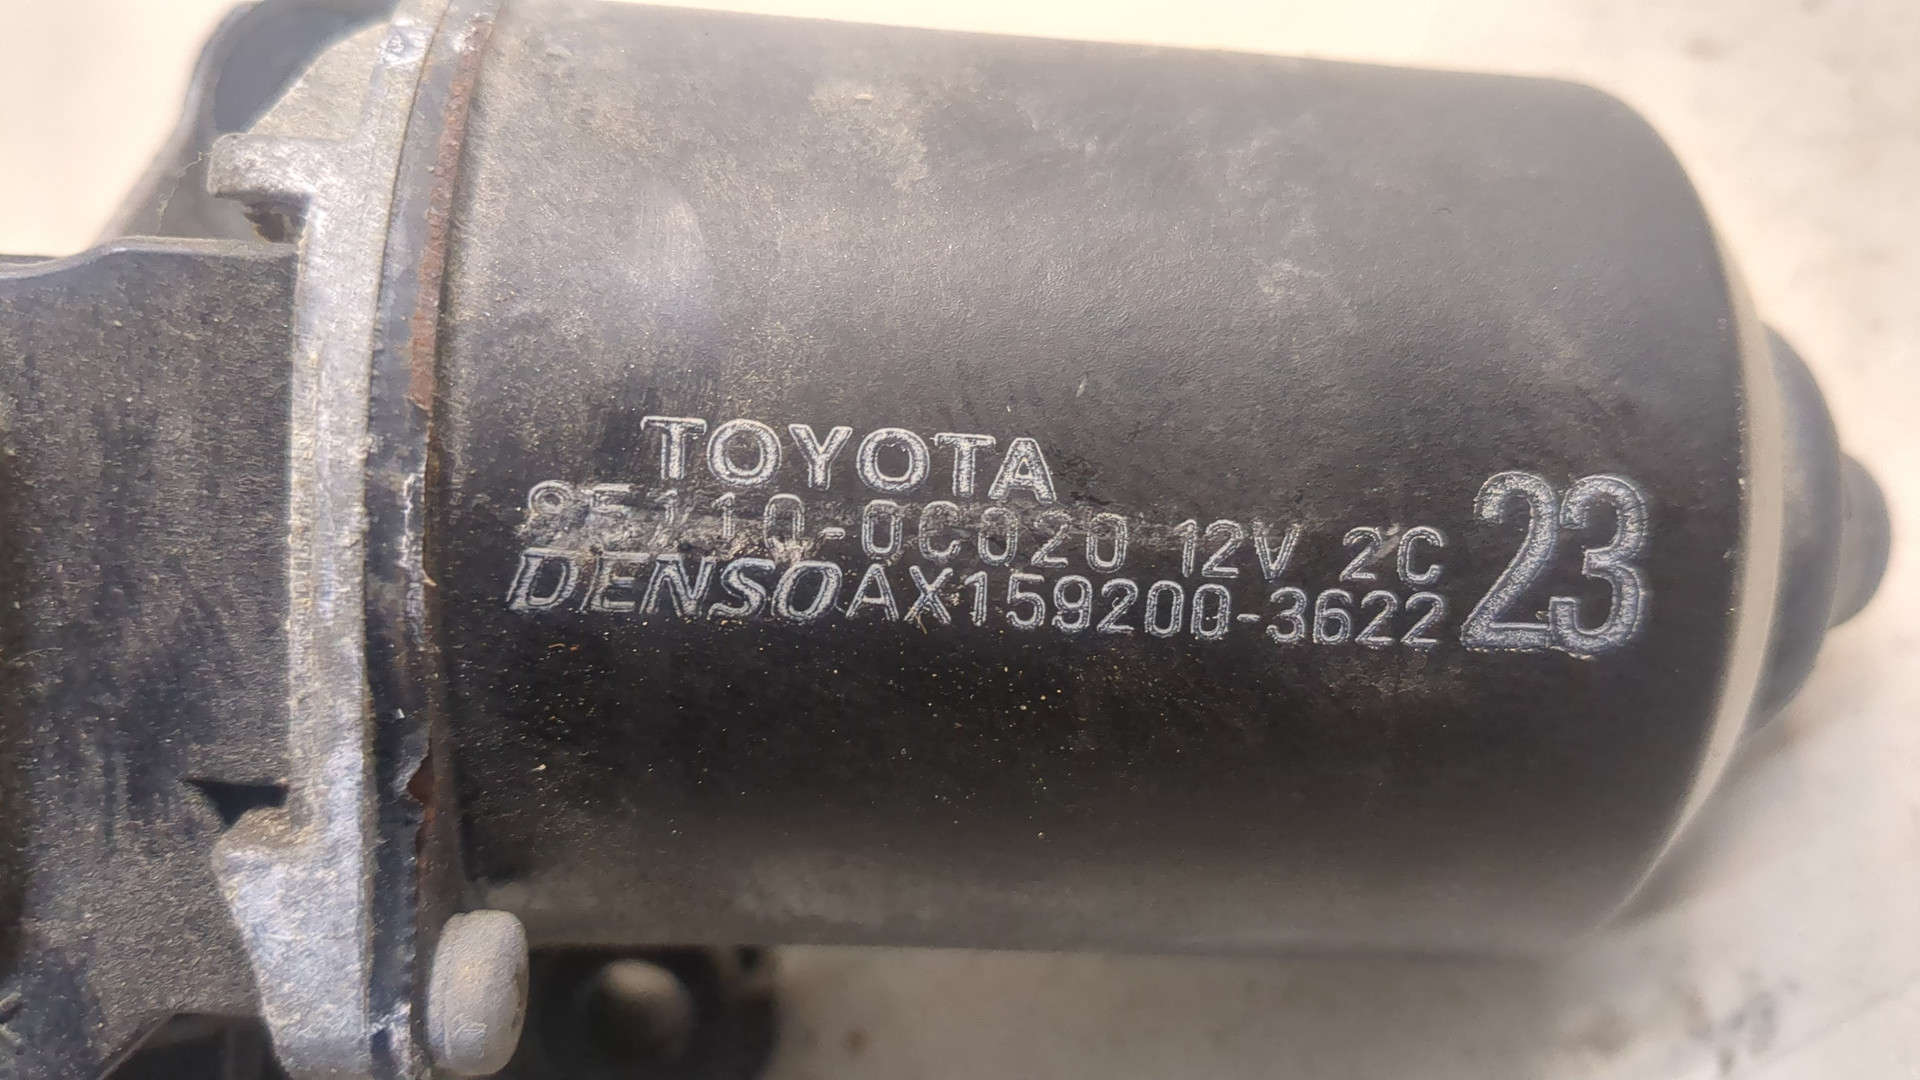 TOYOTA
85110-0C020 12V 2C 23
DENSO AX159200-3622